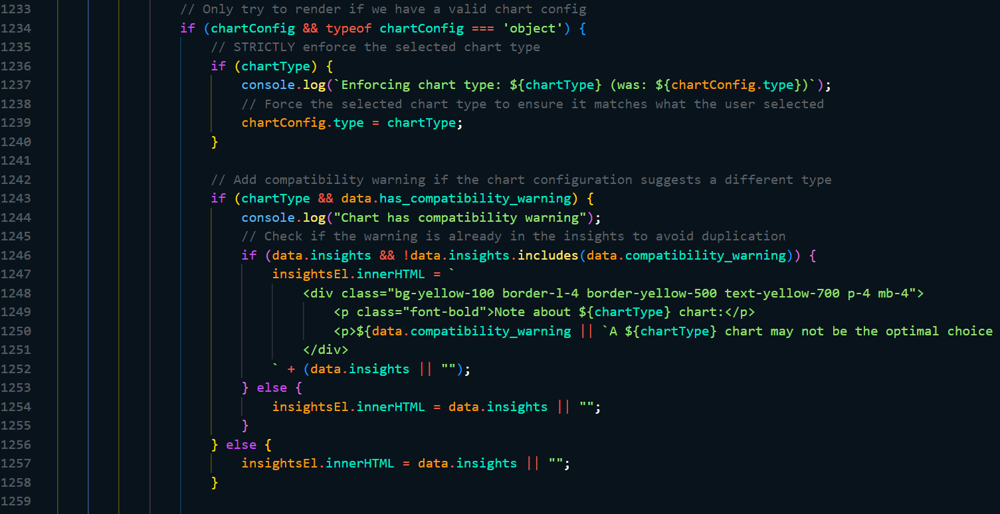 1233 // Only try to render if we have a valid chart config
1234 if (chartConfig && typeof chartConfig === 'object') {
1235 // STRICTLY enforce the selected chart type
1236 if (chartType) {
1237 console.log(`Enforcing chart type: ${chartType} (was: ${chartConfig.type})`);
1238 // Force the selected chart type to ensure it matches what the user selected
1239 chartConfig.type = chartType;
1240 }
1241
1242 // Add compatibility warning if the chart configuration suggests a different type
1243 if (chartType && data.has_compatibility_warning) {
1244 console.log("Chart has compatibility warning");
1245 // Check if the warning is already in the insights to avoid duplication
1246 if (data.insights && !data.insights.includes(data.compatibility_warning)) {
1247 insightsEl.innerHTML = `
1248 <div class="bg-yellow-100 border-l-4 border-yellow-500 text-yellow-700 p-4 mb-4">
1249 <p class="font-bold">Note about ${chartType} chart:</p>
1250 <p>${data.compatibility_warning || `A ${chartType} chart may not be the optimal choice
1251 </div>
1252 ` + (data.insights || "");
1253 } else {
1254 insightsEl.innerHTML = data.insights || "";
1255 }
1256 } else {
1257 insightsEl.innerHTML = data.insights || "";
1258 }
1259